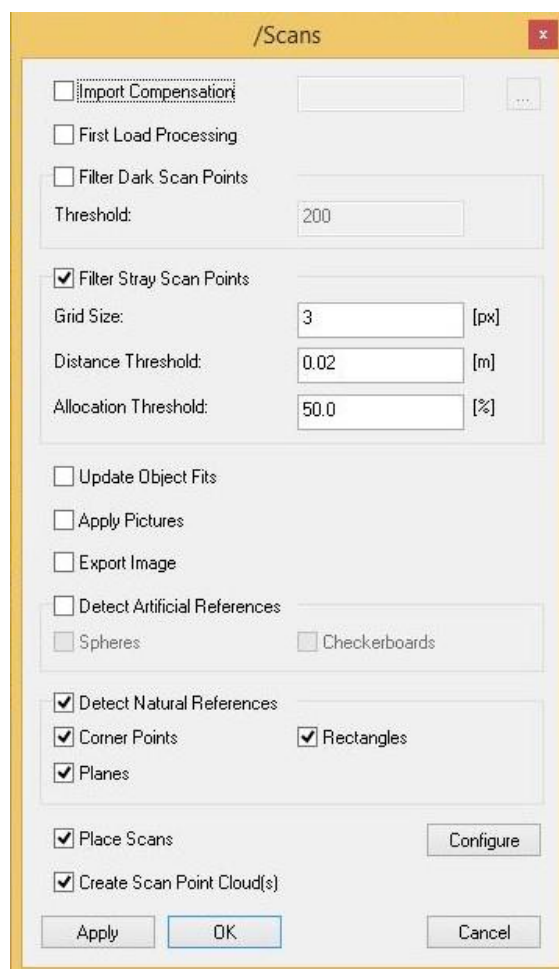 /Scans
x
Import Compensation
...
First Load Processing
Filter Dark Scan Points
Threshold: 200
Filter Stray Scan Points
Grid Size: 3 [px]
Distance Threshold: 0.02 [m]
Allocation Threshold: 50.0 [%]
Update Object Fits
Apply Pictures
Export Image
Detect Artificial References
Spheres Checkerboards
Detect Natural References
Corner Points Rectangles
Planes
Place Scans Configure
Create Scan Point Cloud(s)
Apply OK Cancel